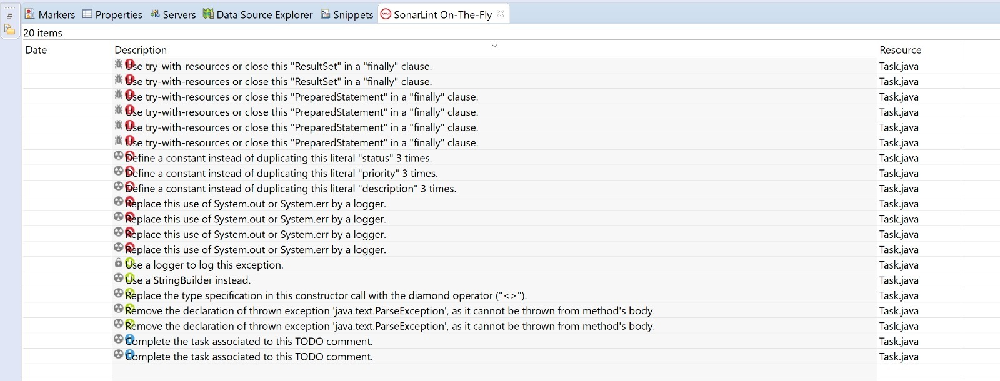 Markers Properties Servers Data Source Explorer Snippets SonarLint On-The-Fly
20 items
Date Description Resource
Use try-with-resources or close this "ResultSet" in a "finally" clause. Task.java
Use try-with-resources or close this "ResultSet" in a "finally" clause. Task.java
Use try-with-resources or close this "PreparedStatement" in a "finally" clause. Task.java
Use try-with-resources or close this "PreparedStatement" in a "finally" clause. Task.java
Use try-with-resources or close this "PreparedStatement" in a "finally" clause. Task.java
Use try-with-resources or close this "PreparedStatement" in a "finally" clause. Task.java
Define a constant instead of duplicating this literal "status" 3 times. Task.java
Define a constant instead of duplicating this literal "priority" 3 times. Task.java
Define a constant instead of duplicating this literal "description" 3 times. Task.java
Replace this use of System.out or System.err by a logger. Task.java
Replace this use of System.out or System.err by a logger. Task.java
Replace this use of System.out or System.err by a logger. Task.java
Replace this use of System.out or System.err by a logger. Task.java
Use a logger to log this exception. Task.java
Use a StringBuilder instead. Task.java
Replace the type specification in this constructor call with the diamond operator ("<>"). Task.java
Remove the declaration of thrown exception 'java.text.ParseException', as it cannot be thrown from method's body. Task.java
Remove the declaration of thrown exception 'java.text.ParseException', as it cannot be thrown from method's body. Task.java
Complete the task associated to this TODO comment. Task.java
Complete the task associated to this TODO comment. Task.java